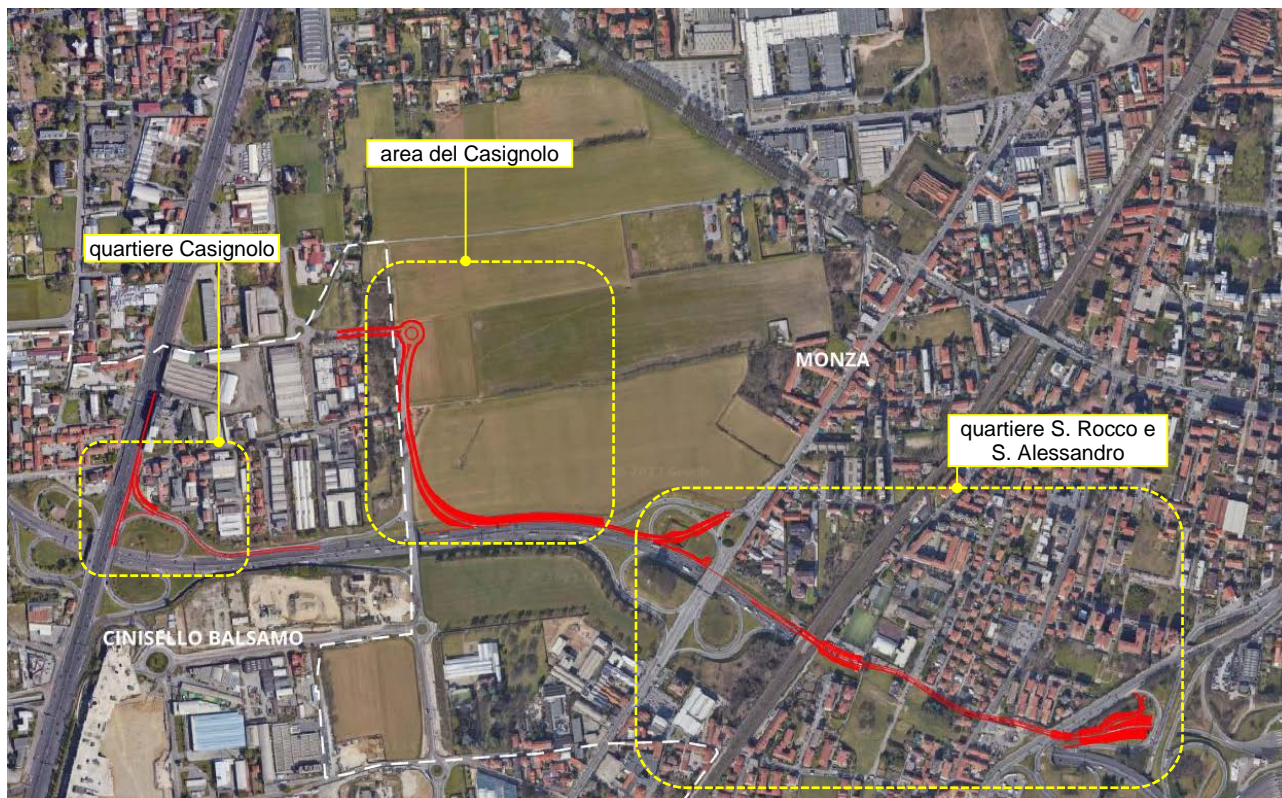 area del Casignolo
quartiere Casignolo
MONZA
quartiere S. Rocco e
S. Alessandro
CINISELLO BALSAMO